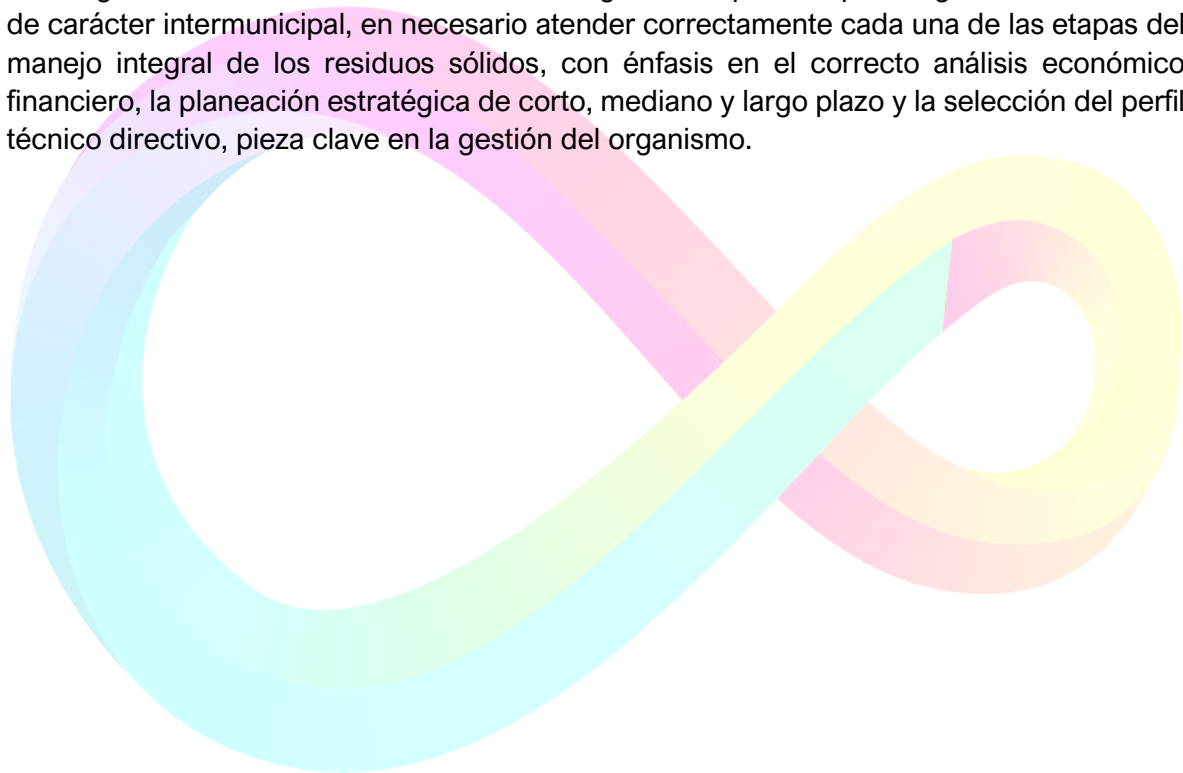 de carácter intermunicipal, en necesario atender correctamente cada una de las etapas del
manejo integral de los residuos sólidos, con énfasis en el correcto análisis económico
financiero, la planeación estratégica de corto, mediano y largo plazo y la selección del perfil
técnico directivo, pieza clave en la gestión del organismo.